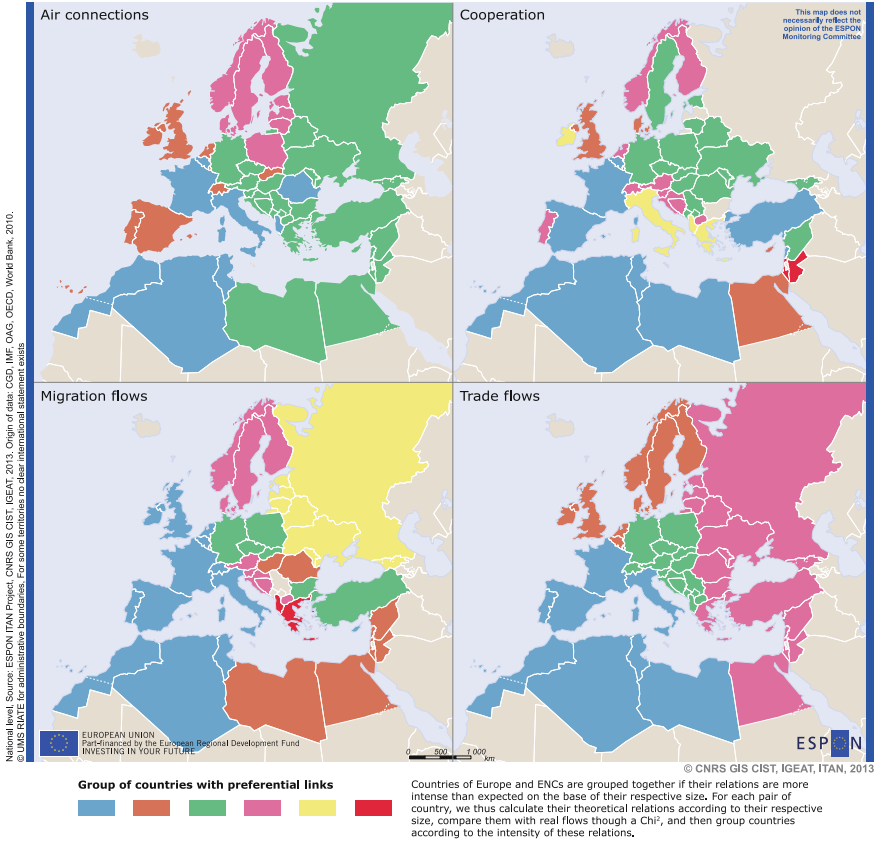 Air connections
Cooperation
This map does not
necessarily reflect the
opinion of the ESPON
Monitoring Committee
Migration flows
Trade flows
National level, Source: ESPON ITAN Project, CNRS GIS CIST, IGEAT, 2013. Origin of data: CGD, IMF, OAG, OECD, World Bank, 2010.
© UMS RIATE for administrative boundaries. For some territories no clear international statement exists
EUROPEAN UNION
Part-financed by the European Regional Development Fund
INVESTING IN YOUR FUTURE
0 500 1 000
km
ESPON
© CNRS GIS CIST, IGEAT, ITAN, 2013
Group of countries with preferential links
Countries of Europe and ENCs are grouped together if their relations are more
intense than expected on the base of their respective size. For each pair of
country, we thus calculate their theoretical relations according to their respective
size, compare them with real flows though a Chi², and then group countries
according to the intensity of these relations.